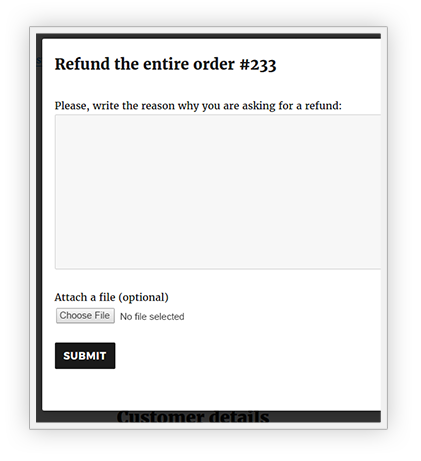 Refund the entire order #233
Please, write the reason why you are asking for a refund:
Attach a file (optional)
Choose File No file selected
SUBMIT
Customer details